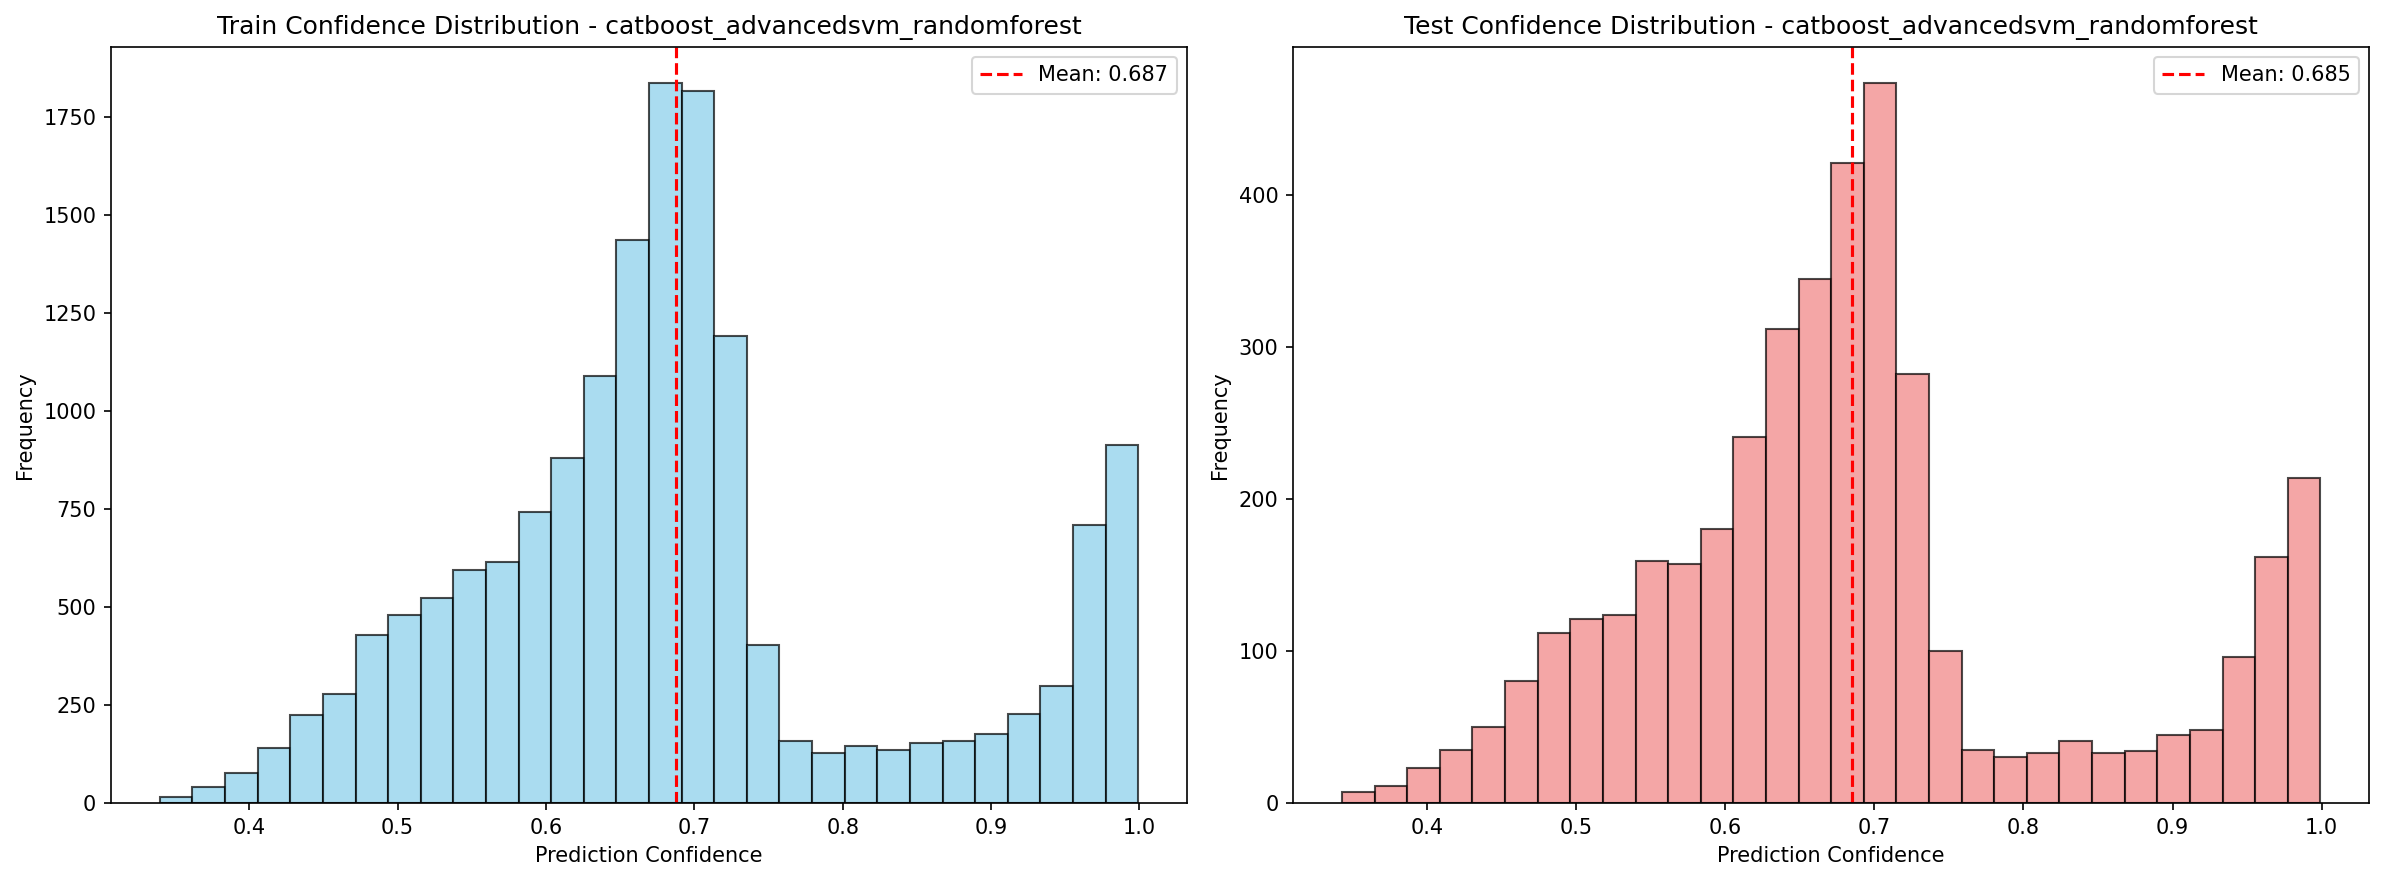 Train Confidence Distribution - catboost_advancedsvm_randomforest
Mean: 0.687
Frequency
1750
1500
1250
1000
750
500
250
0
0.4 0.5 0.6 0.7 0.8 0.9 1.0
Prediction Confidence
Test Confidence Distribution - catboost_advancedsvm_randomforest
Mean: 0.685
Frequency
400
300
200
100
0
0.4 0.5 0.6 0.7 0.8 0.9 1.0
Prediction Confidence